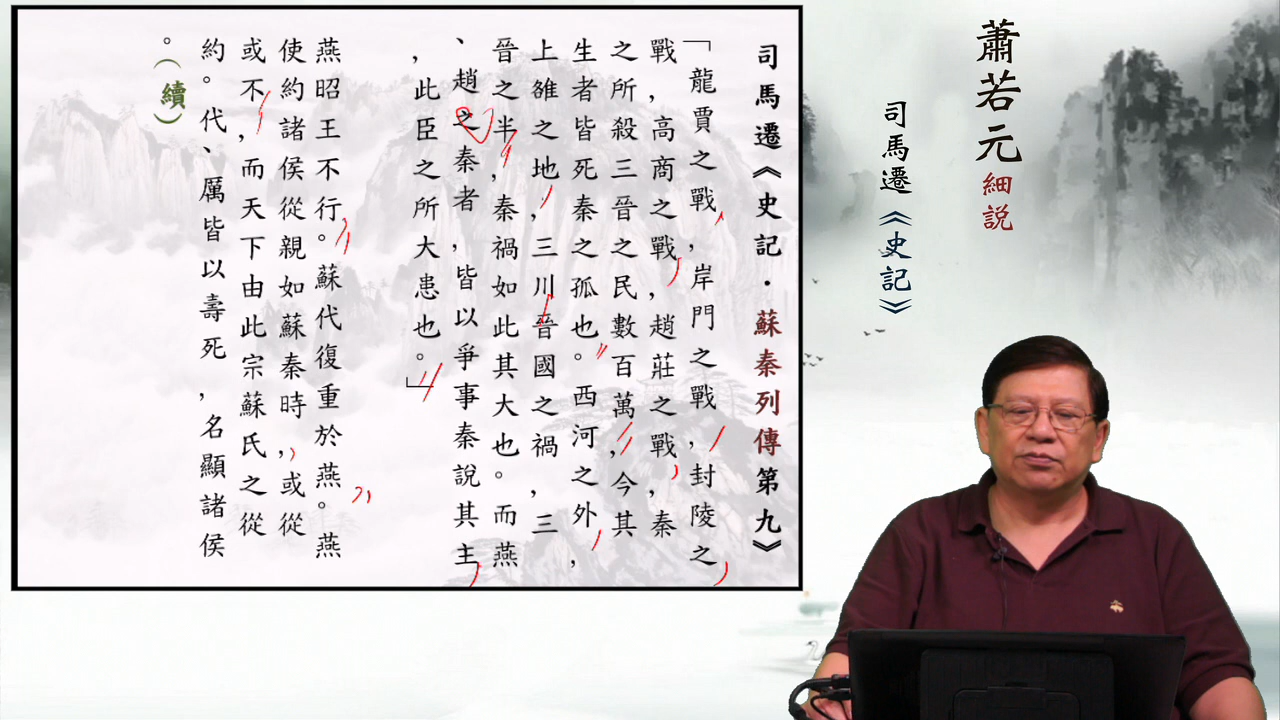 蕭若元
細說
司馬遷《史記》
司馬遷《史記·蘇秦列傳第九》
「龍賈之戰,岸門之戰,封陵之
戰,高商之戰,趙莊之戰,秦
之所殺三晉之民數百萬,今其
生者皆死秦之孤也。西河之外,
上雒之地,三川晉國之禍,三
晉之半,秦禍如此其大也。而燕
、趙之秦者,皆以爭事秦說其主
,此臣之所大患也。」
燕昭王不行。蘇代復重於燕。燕
使約諸侯從親如蘇秦時,或從
或不,而天下由此宗蘇氏之從
約。代、厲皆以壽死,名顯諸侯
。(續)